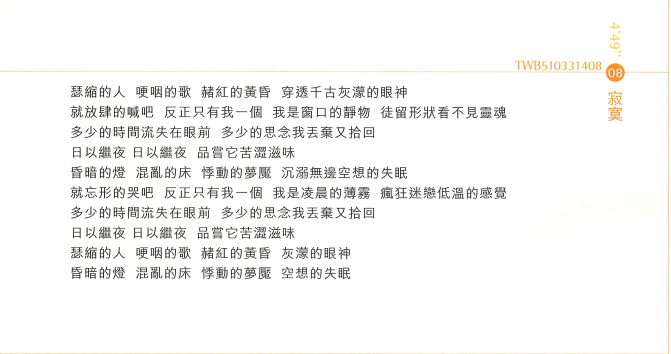 4'49"
TWB510331408
08
寂寞
瑟縮的人 哽咽的歌 赭紅的黃昏 穿透千古灰濛的眼神
就放肆的喊吧 反正只有我一個 我是窗口的靜物 徒留形狀看不見靈魂
多少的時間流失在眼前 多少的思念我丟棄又拾回
日以繼夜 日以繼夜 品嘗它苦澀滋味
昏暗的燈 混亂的床 悸動的夢魘 沉溺無邊空想的失眠
就忘形的哭吧 反正只有我一個 我是凌晨的薄霧 瘋狂迷戀低溫的感覺
多少的時間流失在眼前 多少的思念我丟棄又拾回
日以繼夜 日以繼夜 品嘗它苦澀滋味
瑟縮的人 哽咽的歌 赭紅的黃昏 灰濛的眼神
昏暗的燈 混亂的床 悸動的夢魘 空想的失眠